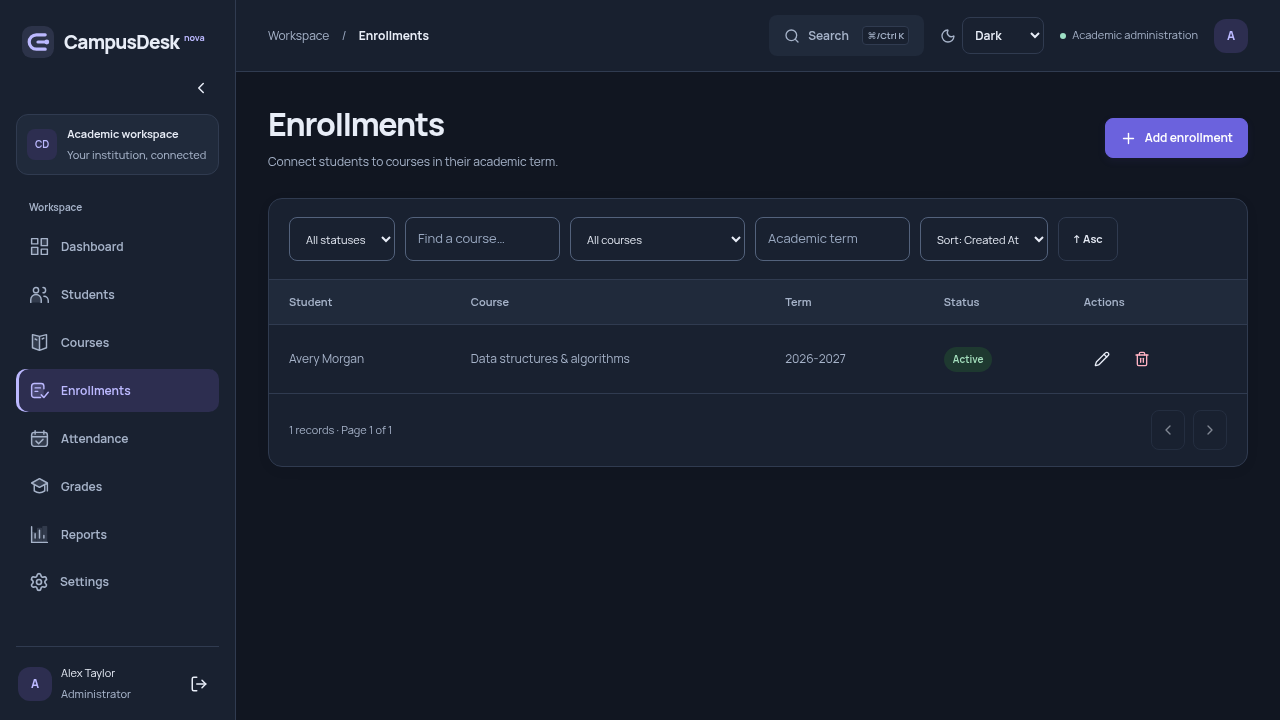 CampusDesk nova
CD
Academic workspace
Your institution, connected
Workspace
Dashboard
Students
Courses
Enrollments
Attendance
Grades
Reports
Settings
A
Alex Taylor
Administrator
Workspace / Enrollments
Search ⌘/Ctrl K
Dark
Academic administration
A
Enrollments
Connect students to courses in their academic term.
Add enrollment
All statuses
Find a course...
All courses
Academic term
Sort: Created At
↑ Asc
Student Course Term Status Actions
Avery Morgan Data structures & algorithms 2026-2027 Active
1 records · Page 1 of 1